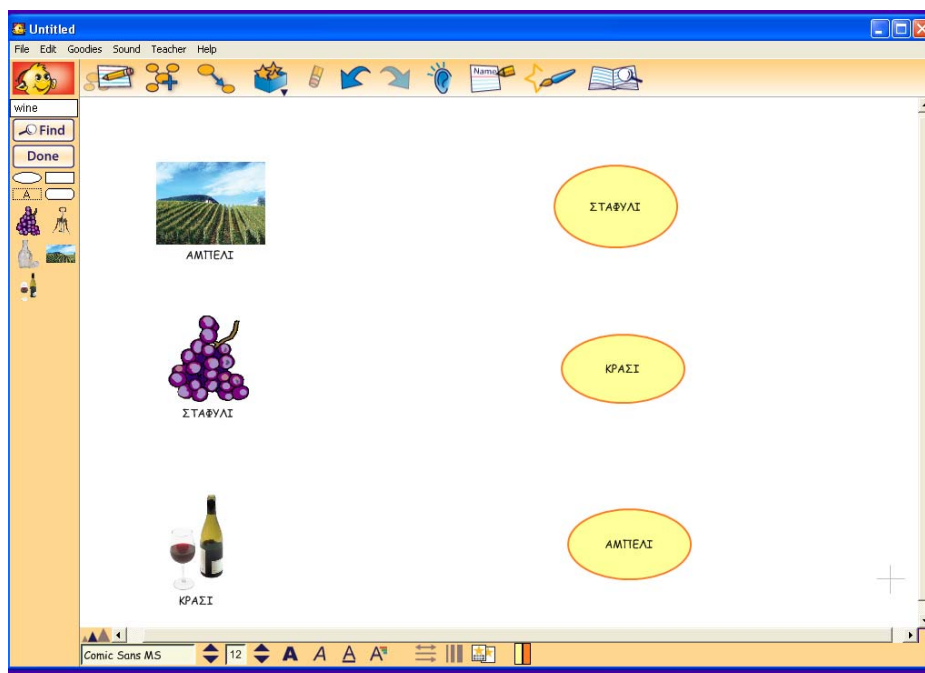 Untitled
File Edit Goodies Sound Teacher Help
Name
wine
Find
Done
A
ΑΜΠΕΛΙ
ΣΤΑΦΥΛΙ
ΣΤΑΦΥΛΙ
ΚΡΑΣΙ
ΚΡΑΣΙ
ΑΜΠΕΛΙ
Comic Sans MS 12 A A A A